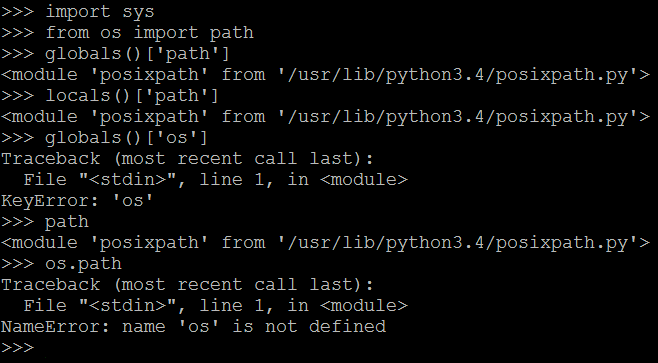 >>> import sys
>>> from os import path
>>> globals()['path']
<module 'posixpath' from '/usr/lib/python3.4/posixpath.py'>
>>> locals()['path']
<module 'posixpath' from '/usr/lib/python3.4/posixpath.py'>
>>> globals()['os']
Traceback (most recent call last):
  File "<stdin>", line 1, in <module>
KeyError: 'os'
>>> path
<module 'posixpath' from '/usr/lib/python3.4/posixpath.py'>
>>> os.path
Traceback (most recent call last):
  File "<stdin>", line 1, in <module>
NameError: name 'os' is not defined
>>>